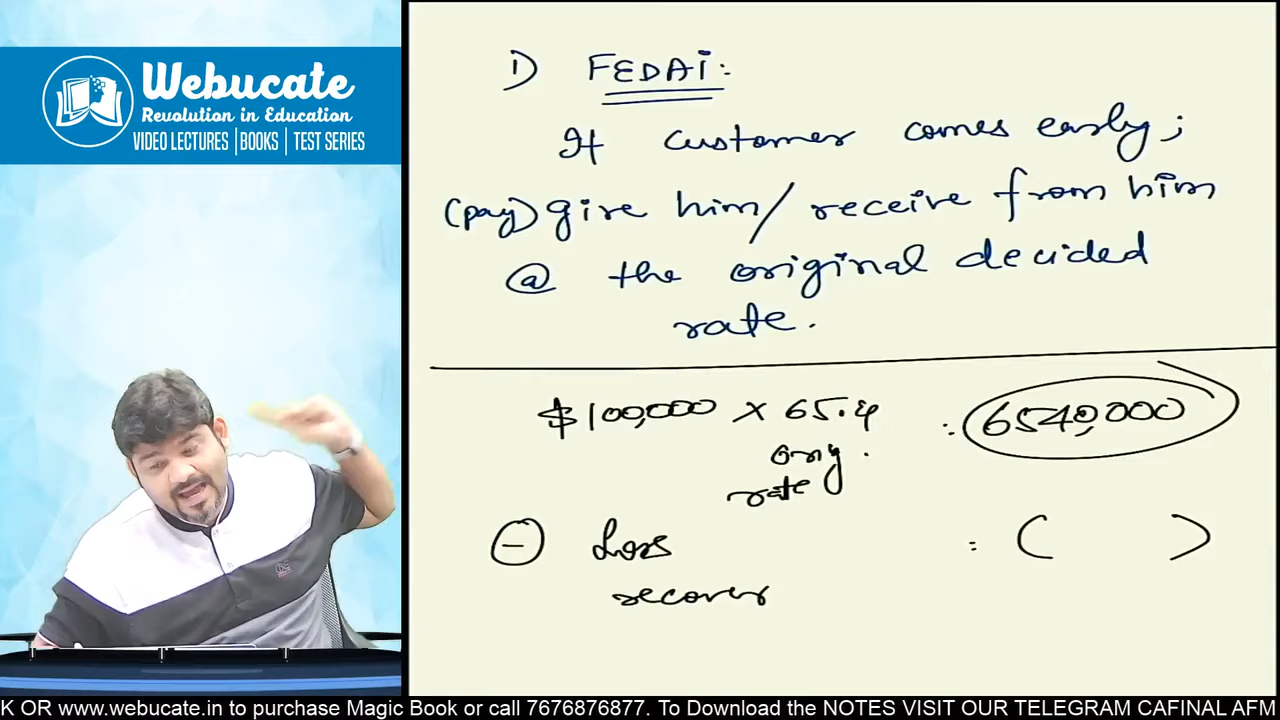 Webucate
Revolution in Education
VIDEO LECTURES | BOOKS | TEST SERIES
1) FEDAI:
If customer comes early;
(pay) give him/ receive from him
@ the original decided
rate.
$100,000 X 65.4 : 6540,000
orig.
rate
- Loss : ( )
recover
K OR www.webucate.in to purchase Magic Book or call 7676876877. To Download the NOTES VISIT OUR TELEGRAM CAFINAL AFM